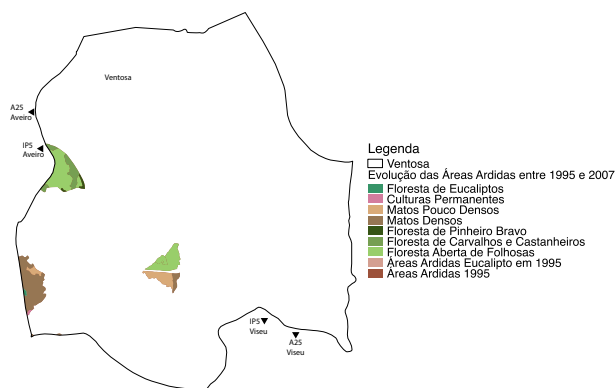 Ventosa
A25
Aveiro
IP5
Aveiro
IP5
Viseu
A25
Viseu
Legenda
Ventosa
Evolução das Áreas Ardidas entre 1995 e 2007
Floresta de Eucaliptos
Culturas Permanentes
Matos Pouco Densos
Matos Densos
Floresta de Pinheiro Bravo
Floresta de Carvalhos e Castanheiros
Floresta Aberta de Folhosas
Áreas Ardidas Eucalipto em 1995
Áreas Ardidas 1995